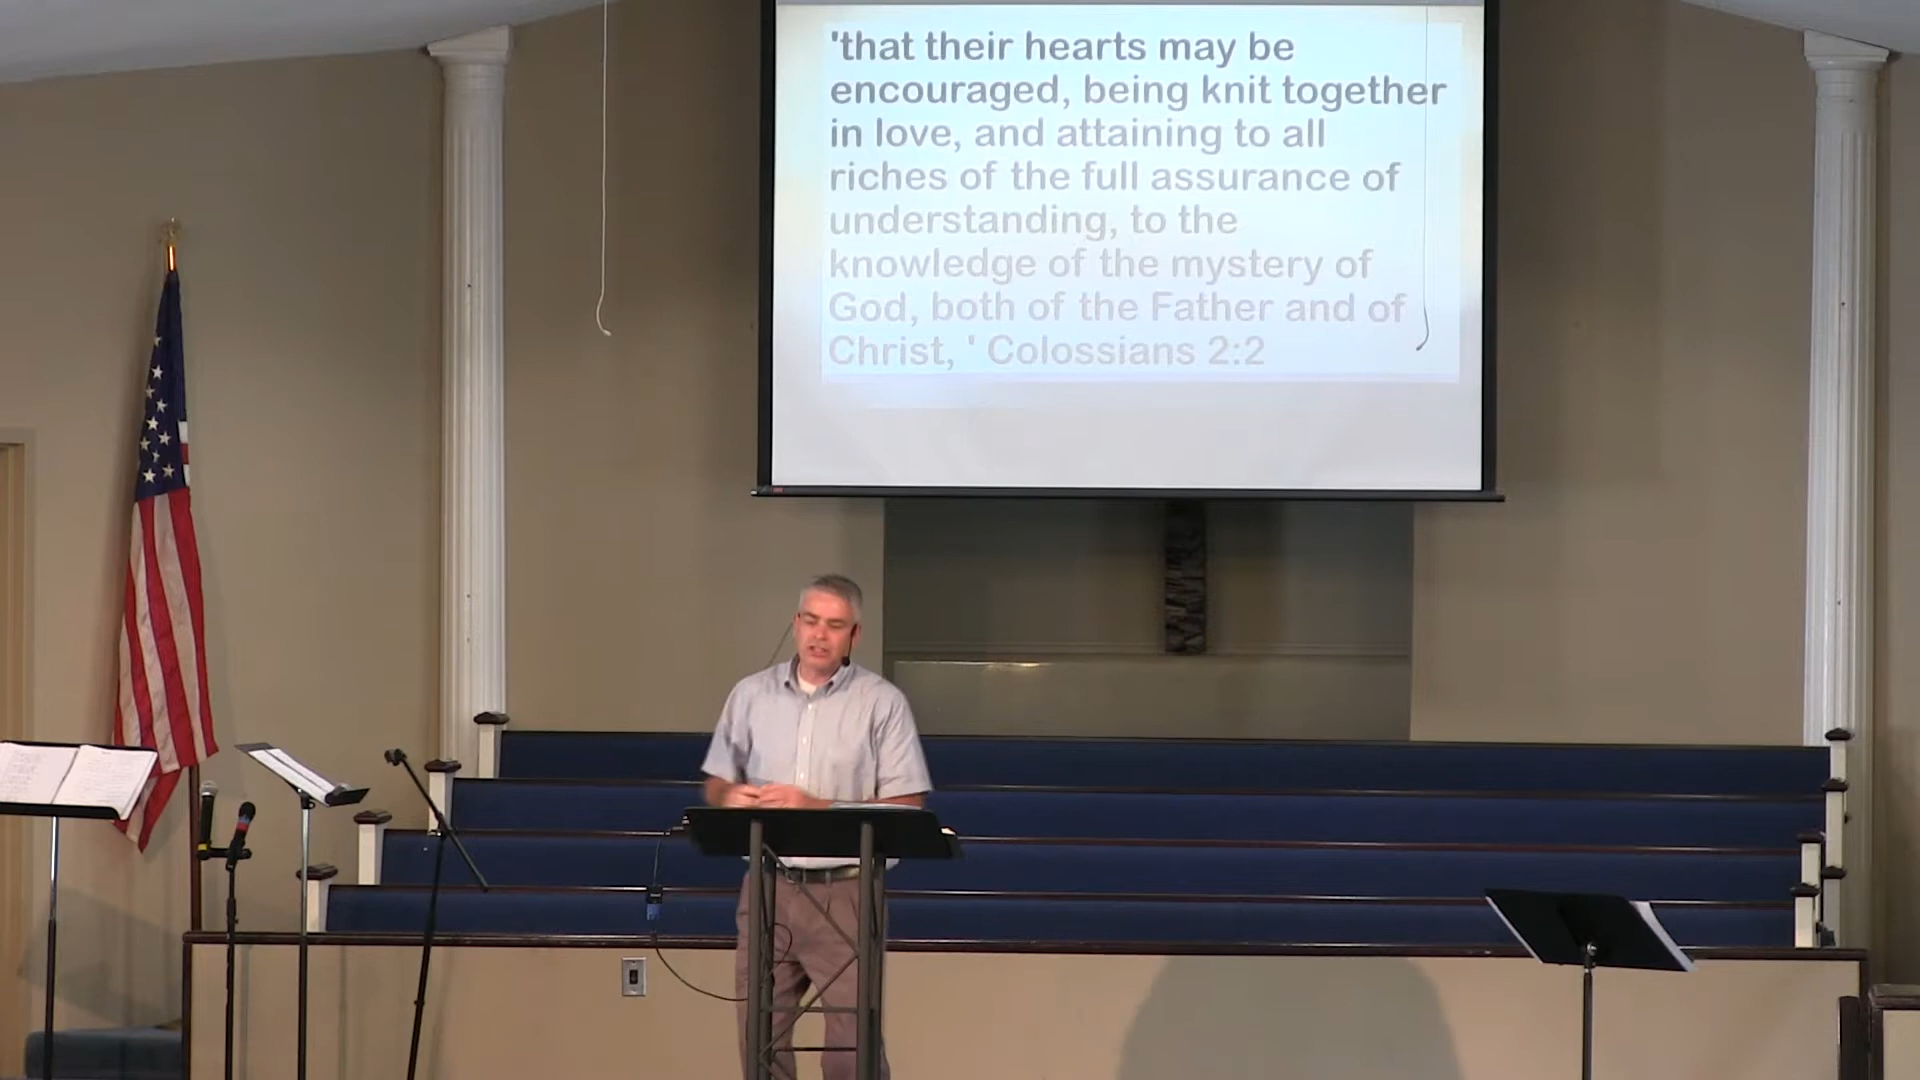 'that their hearts may be
encouraged, being knit together
in love, and attaining to all
riches of the full assurance of
understanding, to the
knowledge of the mystery of
God, both of the Father and of
Christ, ' Colossians 2:2